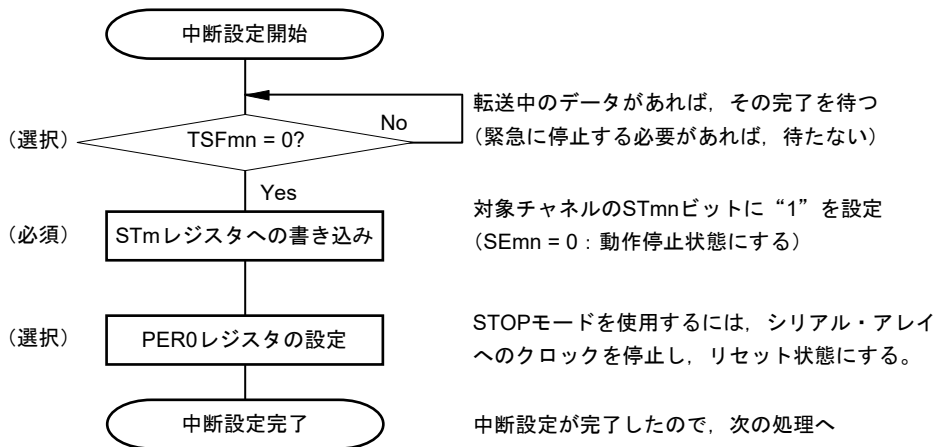 中断設定開始
転送中のデータがあれば，その完了を待つ
（選択）
TSFmn = 0?
No
（緊急に停止する必要があれば，待たない）
Yes
対象チャネルのSTmnビットに“1”を設定
（必須）
STmレジスタへの書き込み
（SEmn = 0：動作停止状態にする）
STOPモードを使用するには，シリアル・アレイ
（選択）
PER0レジスタの設定
へのクロックを停止し，リセット状態にする。
中断設定完了
中断設定が完了したので，次の処理へ